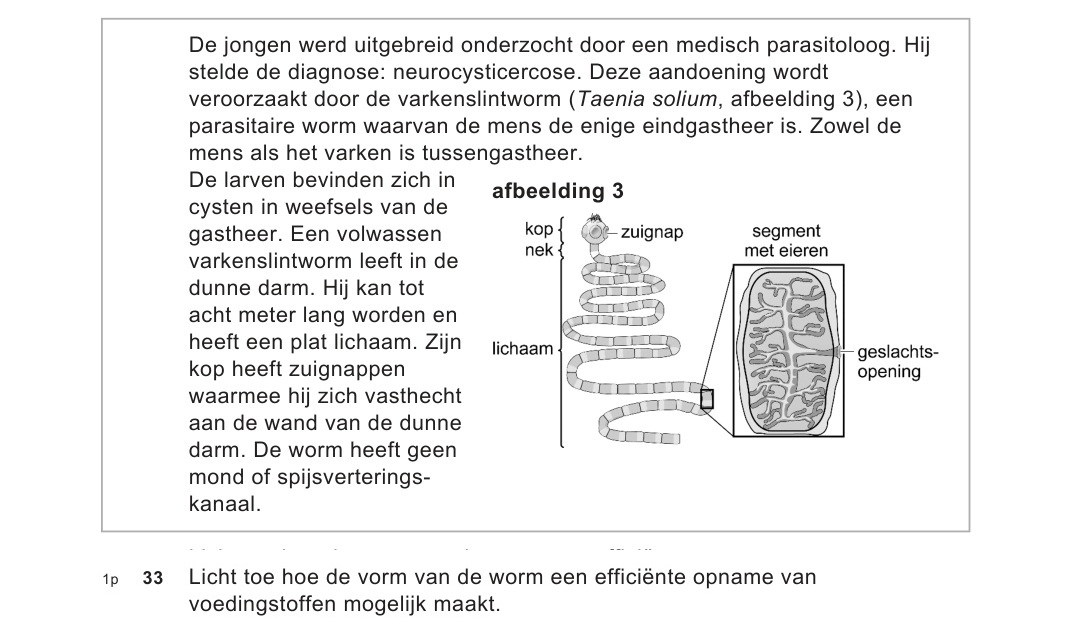 De jongen werd uitgebreid onderzocht door een medisch parasitoloog. Hij
stelde de diagnose: neurocysticercose. Deze aandoening wordt
veroorzaakt door de varkenslintworm (Taenia solium, afbeelding 3), een
parasitaire worm waarvan de mens de enige eindgastheer is. Zowel de
mens als het varken is tussengastheer.
De larven bevinden zich in
cysten in weefsels van de
gastheer. Een volwassen
varkenslintworm leeft in de
dunne darm. Hij kan tot
acht meter lang worden en
heeft een plat lichaam. Zijn
kop heeft zuignappen
waarmee hij zich vasthecht
aan de wand van de dunne
darm. De worm heeft geen
mond of spijsverterings-
kanaal.
afbeelding 3
kop
nek
zuignap
lichaam
segment
met eieren
geslachts-
opening
1p 33 Licht toe hoe de vorm van de worm een efficiënte opname van
voedingstoffen mogelijk maakt.